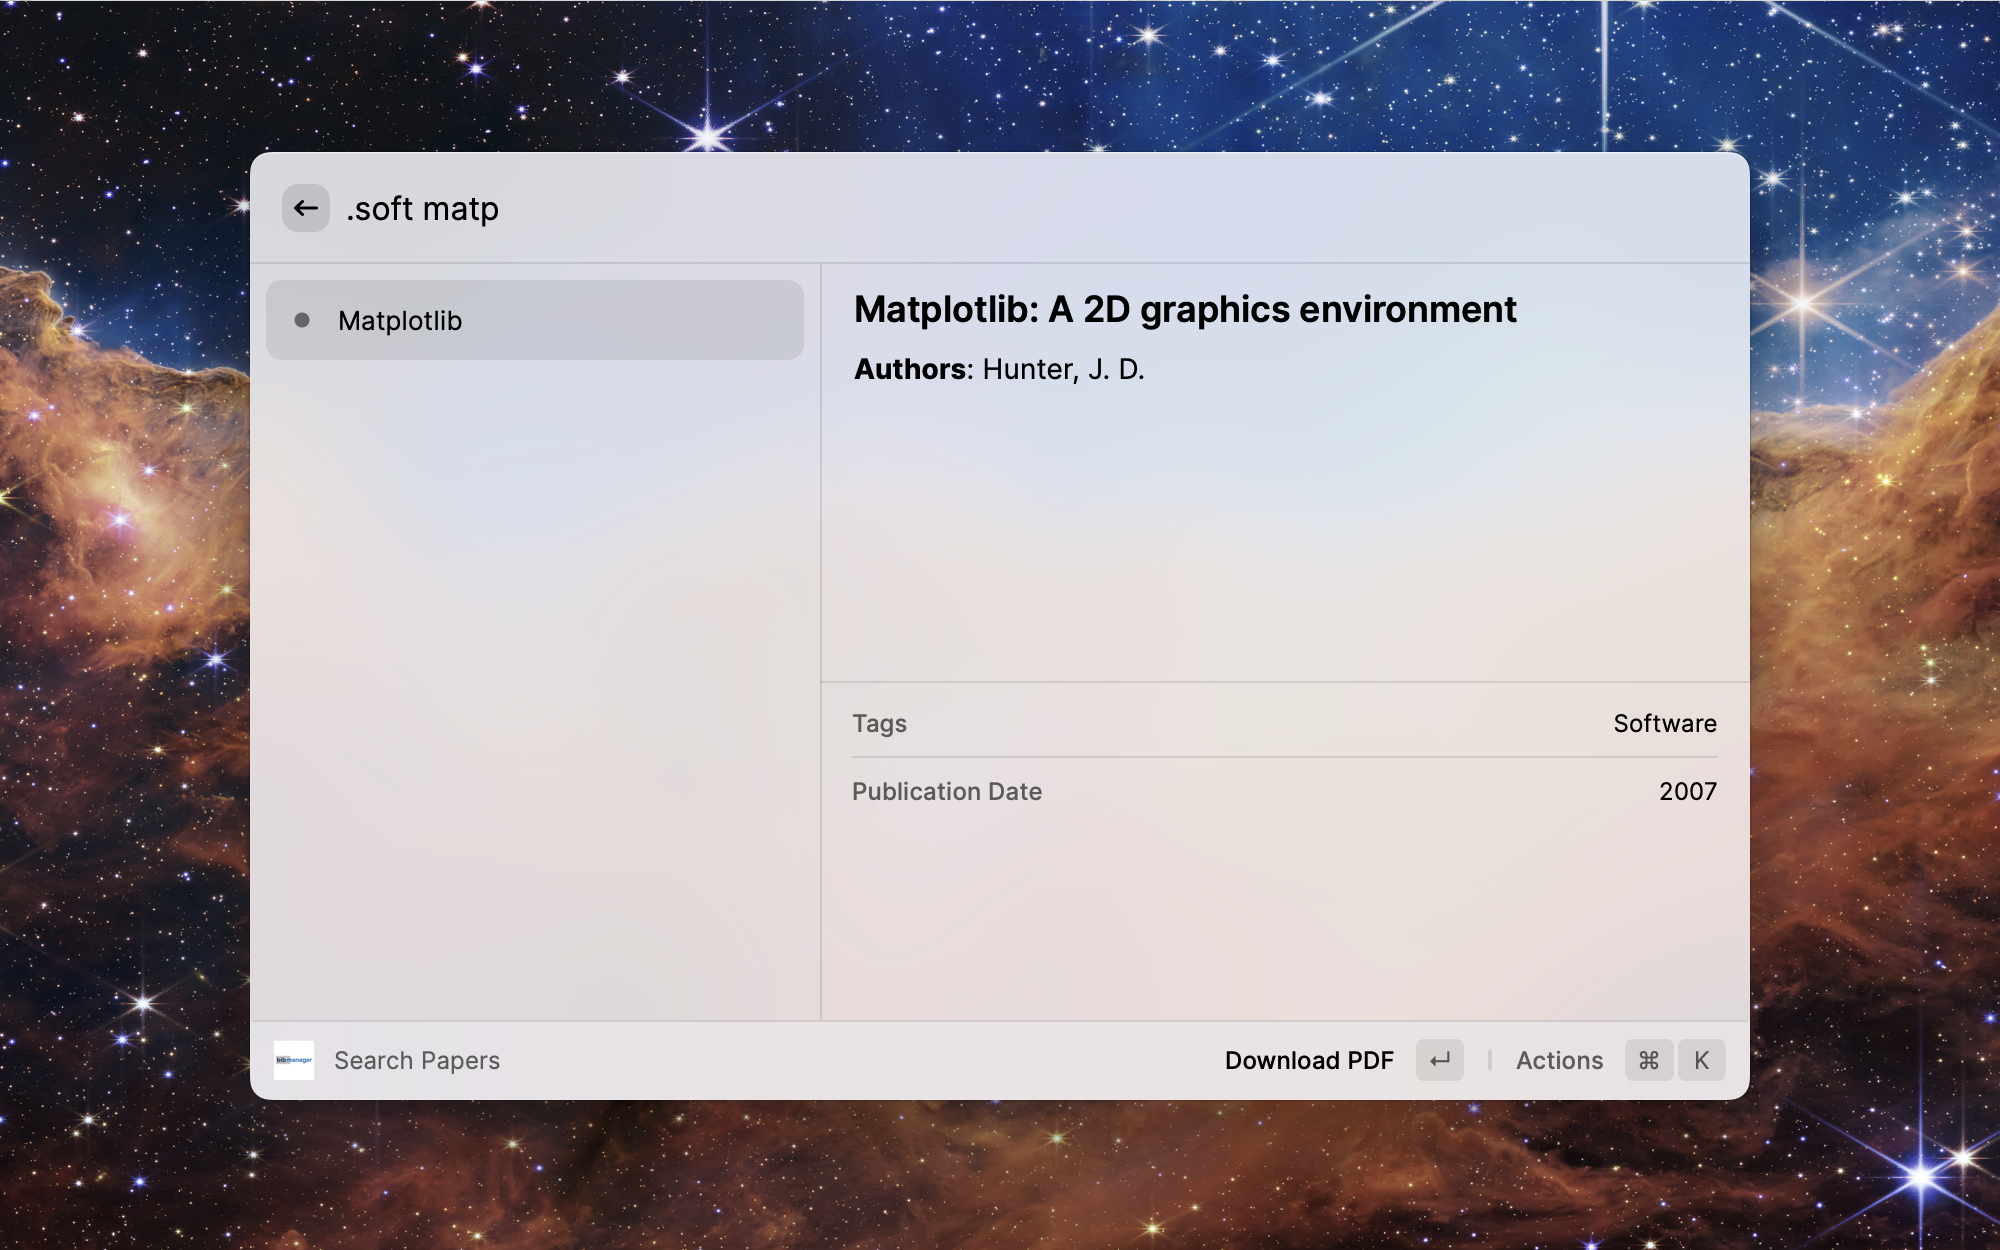 .soft matp
Matplotlib
Matplotlib: A 2D graphics environment
Authors: Hunter, J. D.
Tags
Software
Publication Date
2007
bibmanager
Search Papers
Download PDF
Actions
⌘ K